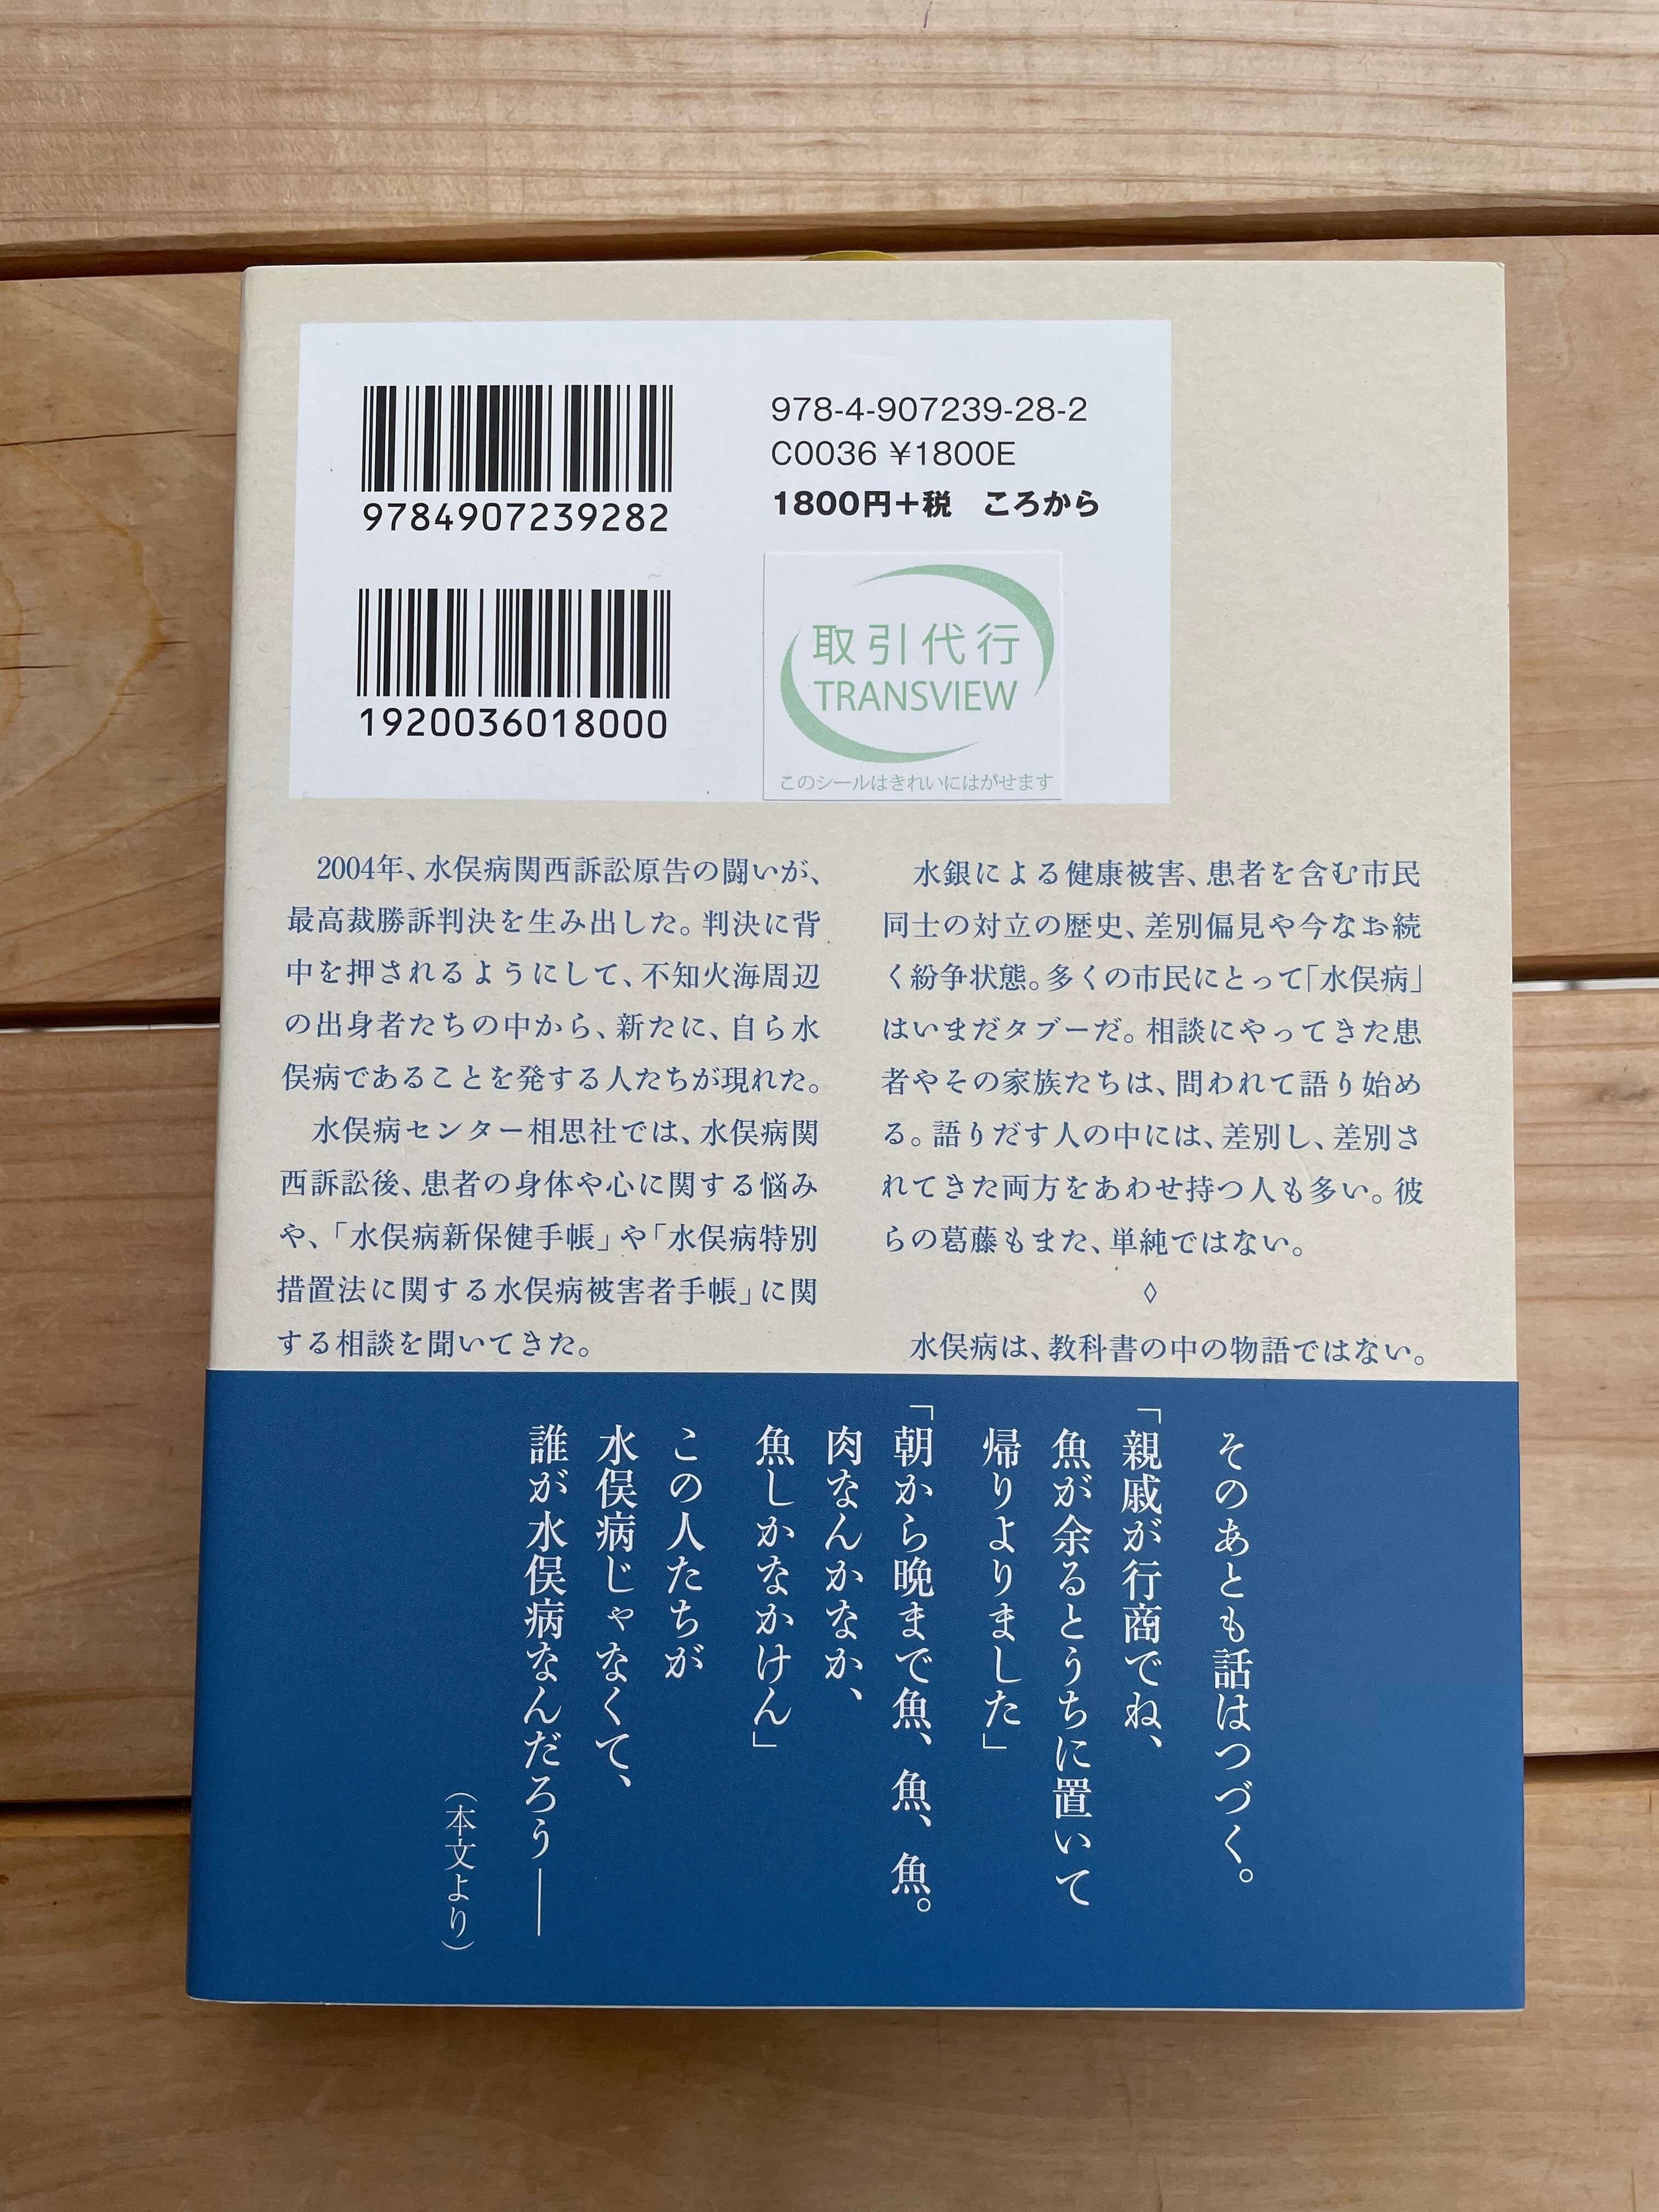 9784907239282
1920036018000
978-4-907239-28-2
C0036 ¥1800E
1800円+税　ころから
取引代行
TRANSVIEW
このシールはきれいにはがせます
2004年、水俣病関西訴訟原告の闘いが、
最高裁勝訴判決を生み出した。判決に背
中を押されるようにして、不知火海周辺
の出身者たちの中から、新たに、自ら水
俣病であることを発する人たちが現れた。
水俣病センター相思社では、水俣病関
西訴訟後、患者の身体や心に関する悩み
や、「水俣病新保健手帳」や「水俣病特別
措置法に関する水俣病被害者手帳」に関
する相談を聞いてきた。
水銀による健康被害、患者を含む市民
同士の対立の歴史、差別偏見や今なお続
く紛争状態。多くの市民にとって「水俣病」
はいまだタブーだ。相談にやってきた患
者やその家族たちは、問われて語り始め
る。語りだす人の中には、差別し、差別さ
れてきた両方をあわせ持つ人も多い。彼
らの葛藤もまた、単純ではない。
◊
水俣病は、教科書の中の物語ではない。
そのあとも話はつづく。
「親戚が行商でね、
魚が余るとうちに置いて
帰りよりました」
「朝から晩まで魚、魚、魚。
肉なんかなか、
魚しかなかけん」
この人たちが
水俣病じゃなくて、
誰が水俣病なんだろう——
（本文より）